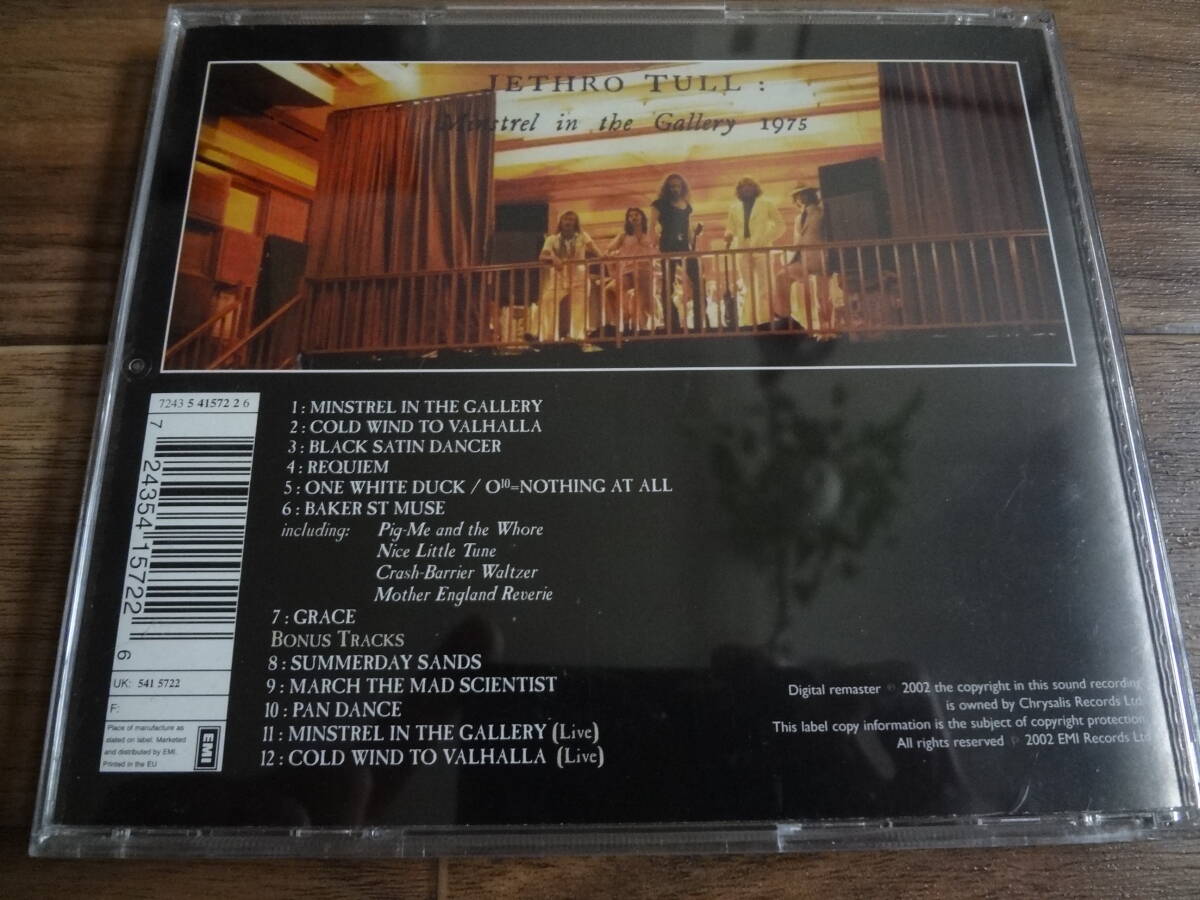 JETHRO TULL :
Minstrel in the Gallery 1975
7243 5 41572 2 6
7 24354 15722 6
UK: 541 5722
F:
Place of manufacture as
stated on label. Marketed
and distributed by EMI.
Printed in the EU
EMI
1 : MINSTREL IN THE GALLERY
2 : COLD WIND TO VALHALLA
3 : BLACK SATIN DANCER
4 : REQUIEM
5 : ONE WHITE DUCK / O¹⁰=NOTHING AT ALL
6 : BAKER ST MUSE
including: Pig-Me and the Whore
Nice Little Tune
Crash-Barrier Waltzer
Mother England Reverie
7 : GRACE
BONUS TRACKS
8 : SUMMERDAY SANDS
9 : MARCH THE MAD SCIENTIST
10 : PAN DANCE
11 : MINSTREL IN THE GALLERY (Live)
12 : COLD WIND TO VALHALLA (Live)
Digital remaster ℗ 2002 the copyright in this sound recording
is owned by Chrysalis Records Ltd.
This label copy information is the subject of copyright protection.
All rights reserved ℗ 2002 EMI Records Ltd